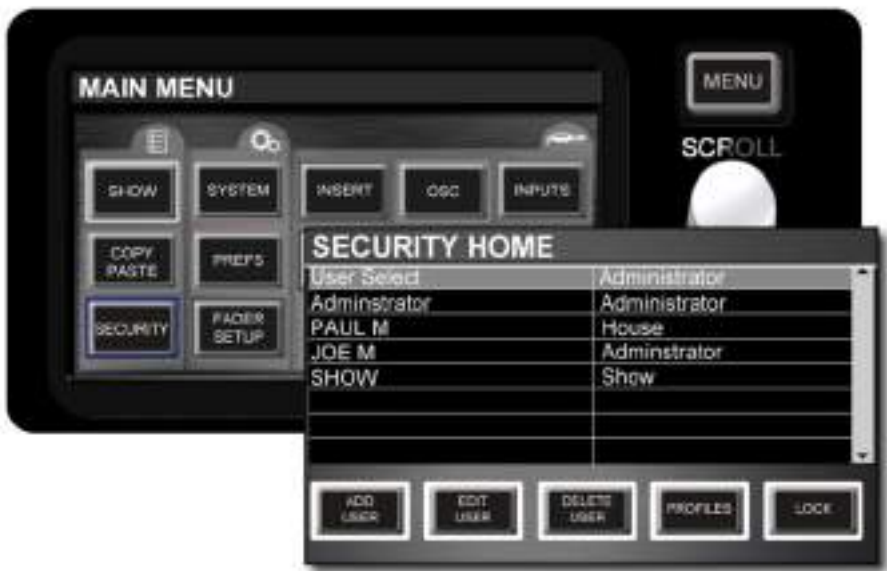 MAIN MENU
MENU
SCROLL
SHOW
SYSTEM
INSERT
OSC
INPUTS
COPY
PASTE
PREFS
SECURITY
FADER
SETUP
SECURITY HOME
User Select Administrator
Adminstrator Administrator
PAUL M House
JOE M Adminstrator
SHOW Show
ADD
USER
EDIT
USER
DELETE
USER
PROFILES
LOCK